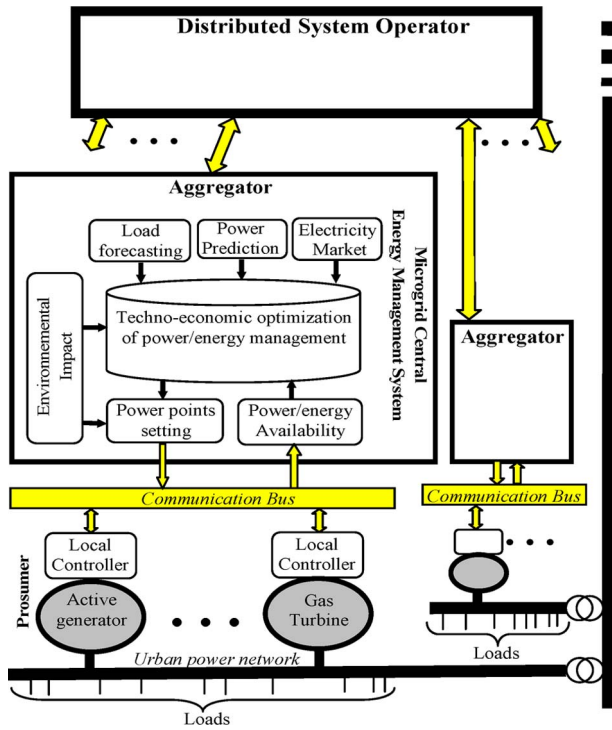 Distributed System Operator
Aggregator
Load
forecasting
Power
Prediction
Electricity
Market
Microgrid Central
Energy Management System
Environnemental
Impact
Techno-economic optimization
of power/energy management
Power points
setting
Power/energy
Availability
Aggregator
Communication Bus
Communication Bus
Prosumer
Local
Controller
Local
Controller
Active
generator
Gas
Turbine
Loads
Urban power network
Loads